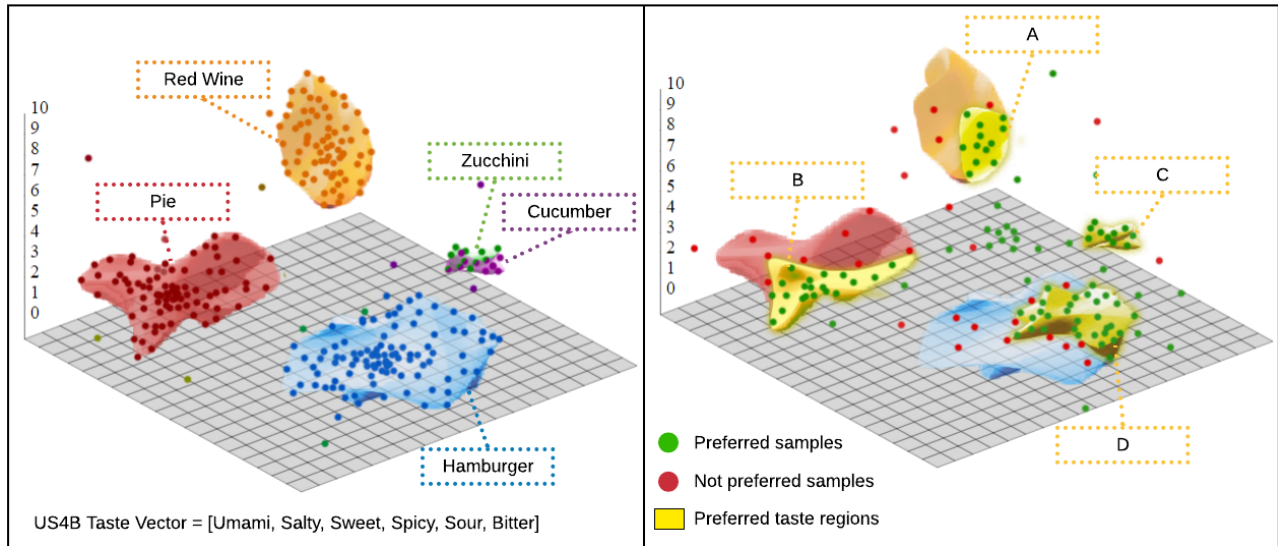 Red Wine
Zucchini
Cucumber
Pie
10
9
8
7
6
5
4
3
2
1
0
Hamburger
US4B Taste Vector = [Umami, Salty, Sweet, Spicy, Sour, Bitter]
A
B
C
10
9
8
7
6
5
4
3
2
1
0
D
Preferred samples
Not preferred samples
Preferred taste regions